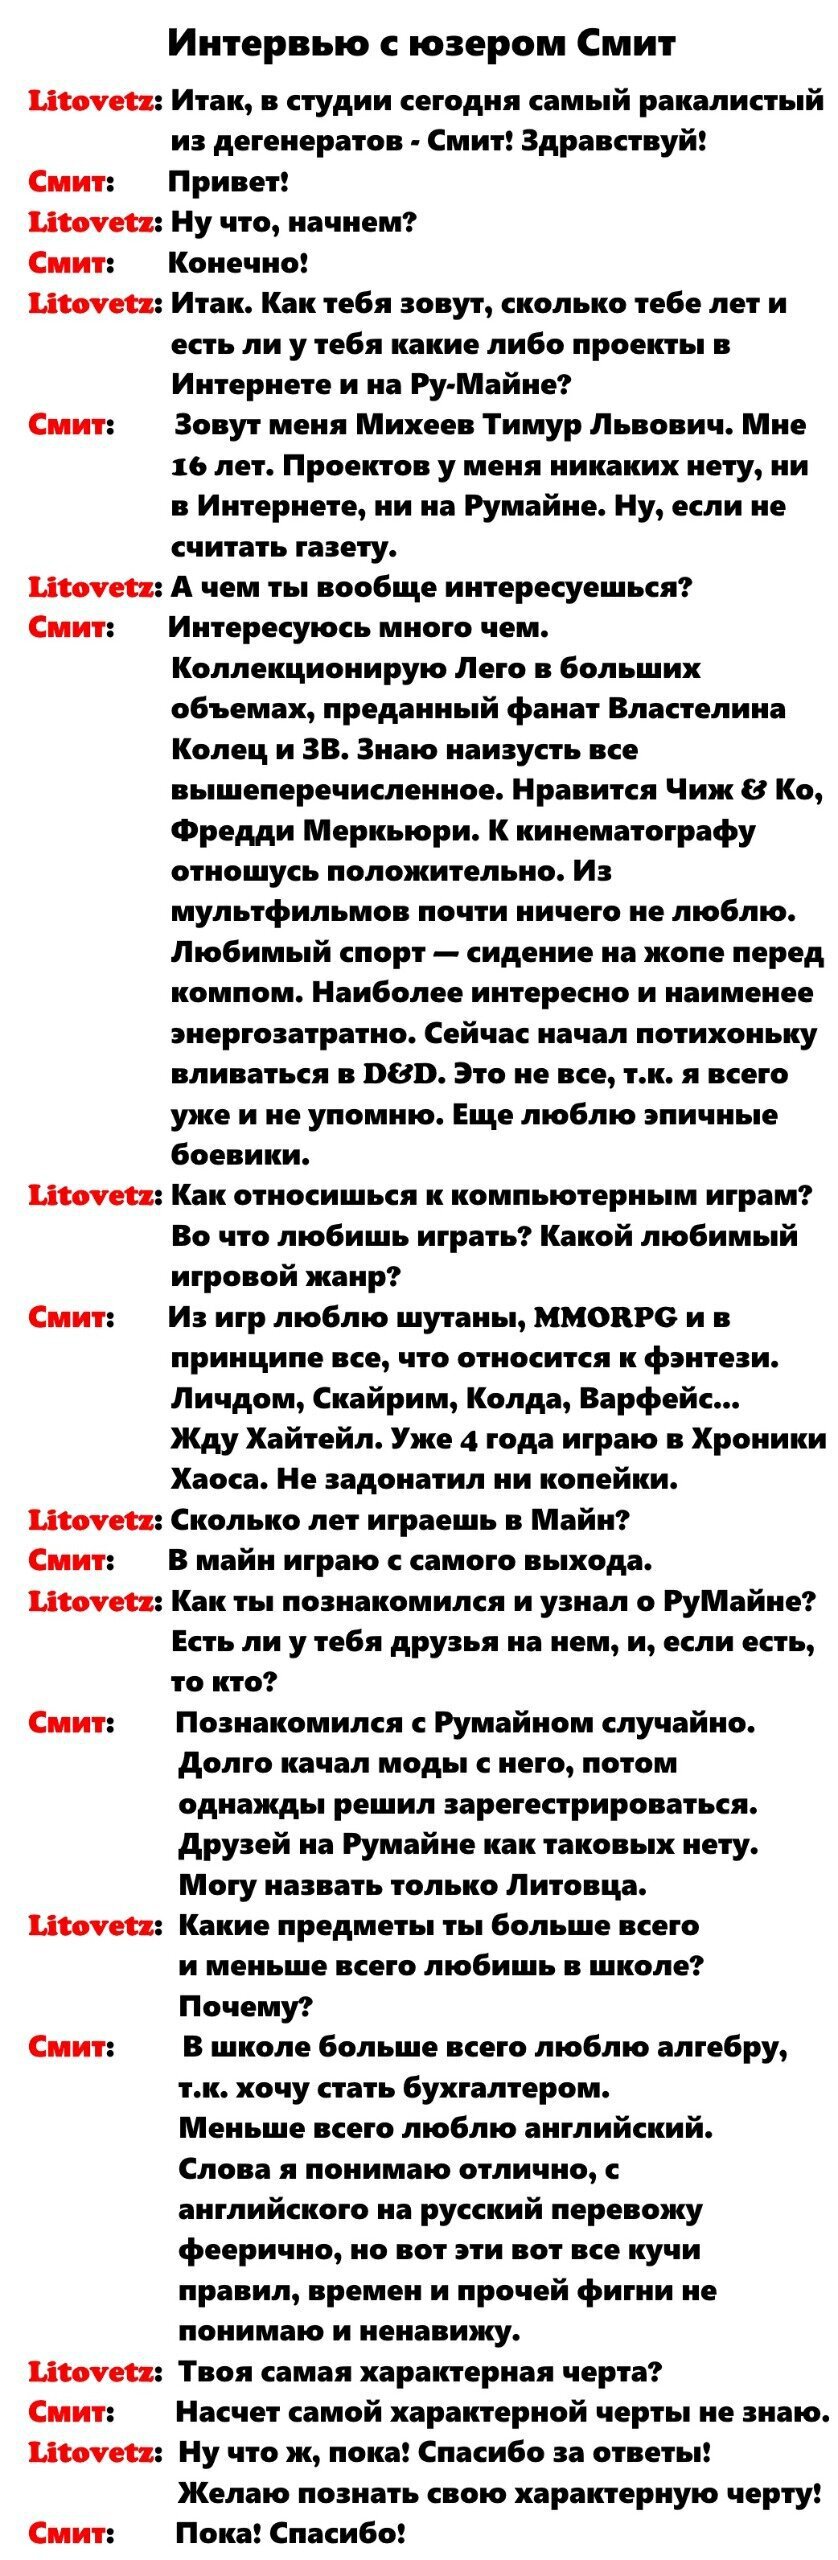 Интервью с юзером Смит
Litovetz: Итак, в студии сегодня самый ракалистый
из дегенератов - Смит! Здравствуй!
Смит: Привет!
Litovetz: Ну что, начнем?
Смит: Конечно!
Litovetz: Итак. Как тебя зовут, сколько тебе лет и
есть ли у тебя какие либо проекты в
Интернете и на Ру-Майне?
Смит: Зовут меня Михеев Тимур Львович. Мне
16 лет. Проектов у меня никаких нету, ни
в Интернете, ни на Румайне. Ну, если не
считать газету.
Litovetz: А чем ты вообще интересуешься?
Смит: Интересуюсь много чем.
Коллекционирую Лего в больших
объемах, преданный фанат Властелина
Колец и ЗВ. Знаю наизусть все
вышеперечисленное. Нравится Чиж & Ко,
Фредди Меркьюри. К кинематографу
отношусь положительно. Из
мультфильмов почти ничего не люблю.
Любимый спорт — сидение на жопе перед
компом. Наиболее интересно и наименее
энергозатратно. Сейчас начал потихоньку
вливаться в D&D. Это не все, т.к. я всего
уже и не упомню. Еще люблю эпичные
боевики.
Litovetz: Как относишься к компьютерным играм?
Во что любишь играть? Какой любимый
игровой жанр?
Смит: Из игр люблю шутаны, MMORPG и в
принципе все, что относится к фэнтези.
Личдом, Скайрим, Колда, Варфейс...
Жду Хайтейл. Уже 4 года играю в Хроники
Хаоса. Не задонатил ни копейки.
Litovetz: Сколько лет играешь в Майн?
Смит: В майн играю с самого выхода.
Litovetz: Как ты познакомился и узнал о РуМайне?
Есть ли у тебя друзья на нем, и, если есть,
то кто?
Смит: Познакомился с Румайном случайно.
Долго качал моды с него, потом
однажды решил зарегестрироваться.
Друзей на Румайне как таковых нету.
Могу назвать только Литовца.
Litovetz: Какие предметы ты больше всего
и меньше всего любишь в школе?
Почему?
Смит: В школе больше всего люблю алгебру,
т.к. хочу стать бухгалтером.
Меньше всего люблю английский.
Слова я понимаю отлично, с
английского на русский перевожу
феерично, но вот эти вот все кучи
правил, времен и прочей фигни не
понимаю и ненавижу.
Litovetz: Твоя самая характерная черта?
Смит: Насчет самой характерной черты не знаю.
Litovetz: Ну что ж, пока! Спасибо за ответы!
Желаю познать свою характерную черту!
Смит: Пока! Спасибо!